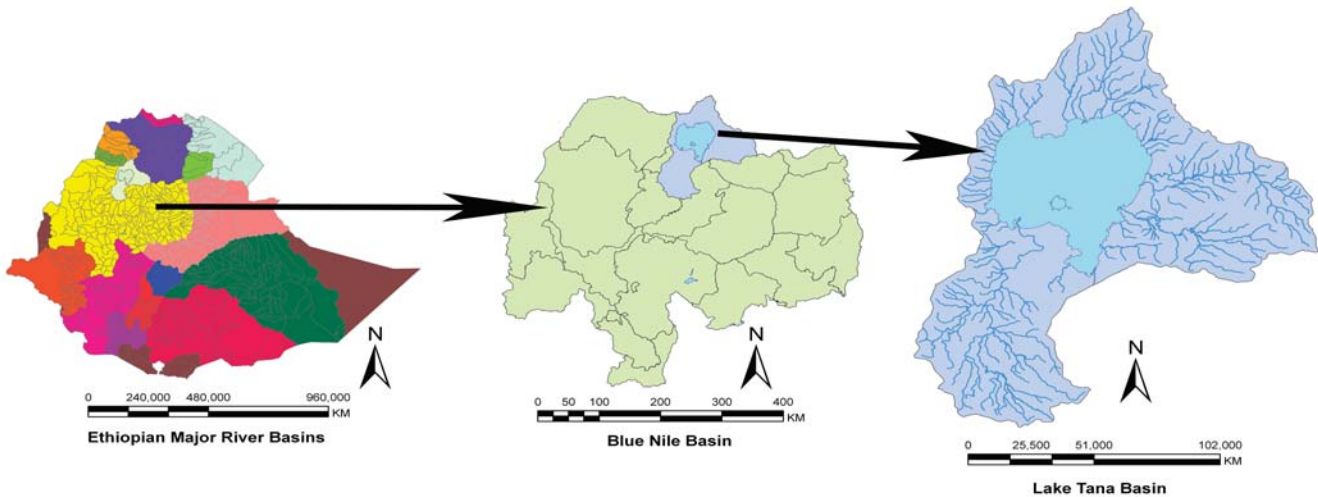 N
0 240,000 480,000 960,000
KM
Ethiopian Major River Basins
N
0 50 100 200 300 400
KM
Blue Nile Basin
N
0 25,500 51,000 102,000
KM
Lake Tana Basin